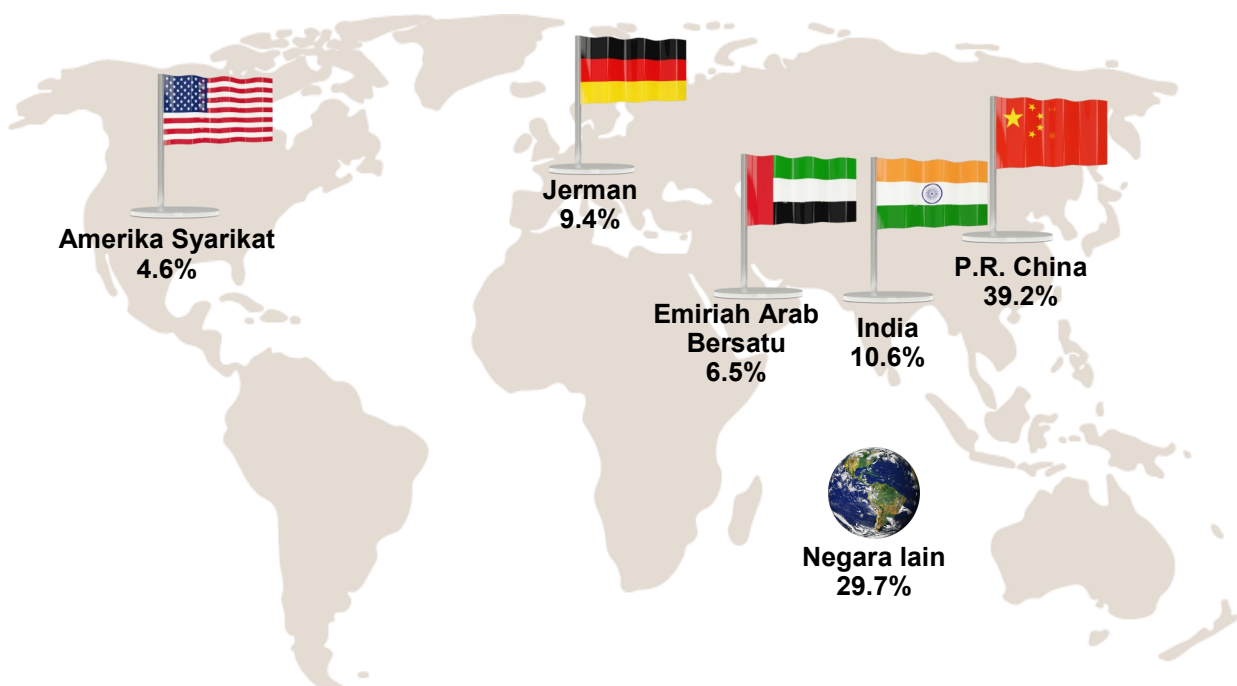 Amerika Syarikat
4.6%
Jerman
9.4%
Emiriah Arab
Bersatu
6.5%
India
10.6%
P.R. China
39.2%
Negara lain
29.7%